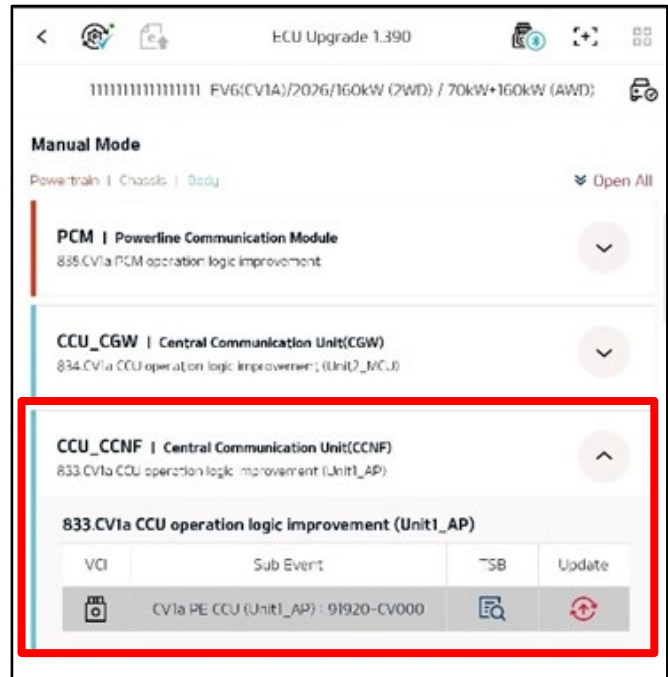 ECU Upgrade 1.390
1111111111111111 EV6(CV1A)/2026/160kW (2WD) / 70kW+160kW (AWD)
Manual Mode
Powertrain | Chassis | Body
Open All
PCM | Powerline Communication Module
835.CV1a PCM operation logic improvement
CCU_CGW | Central Communication Unit(CGW)
834.CV1a CCU operation logic improvement (Unit2_MCU)
CCU_CCNF | Central Communication Unit(CCNF)
833.CV1a CCU operation logic improvement (Unit1_AP)
833.CV1a CCU operation logic improvement (Unit1_AP)
VCI Sub Event TSB Update
CV1a PE CCU (Unit1_AP) : 91920-CV000